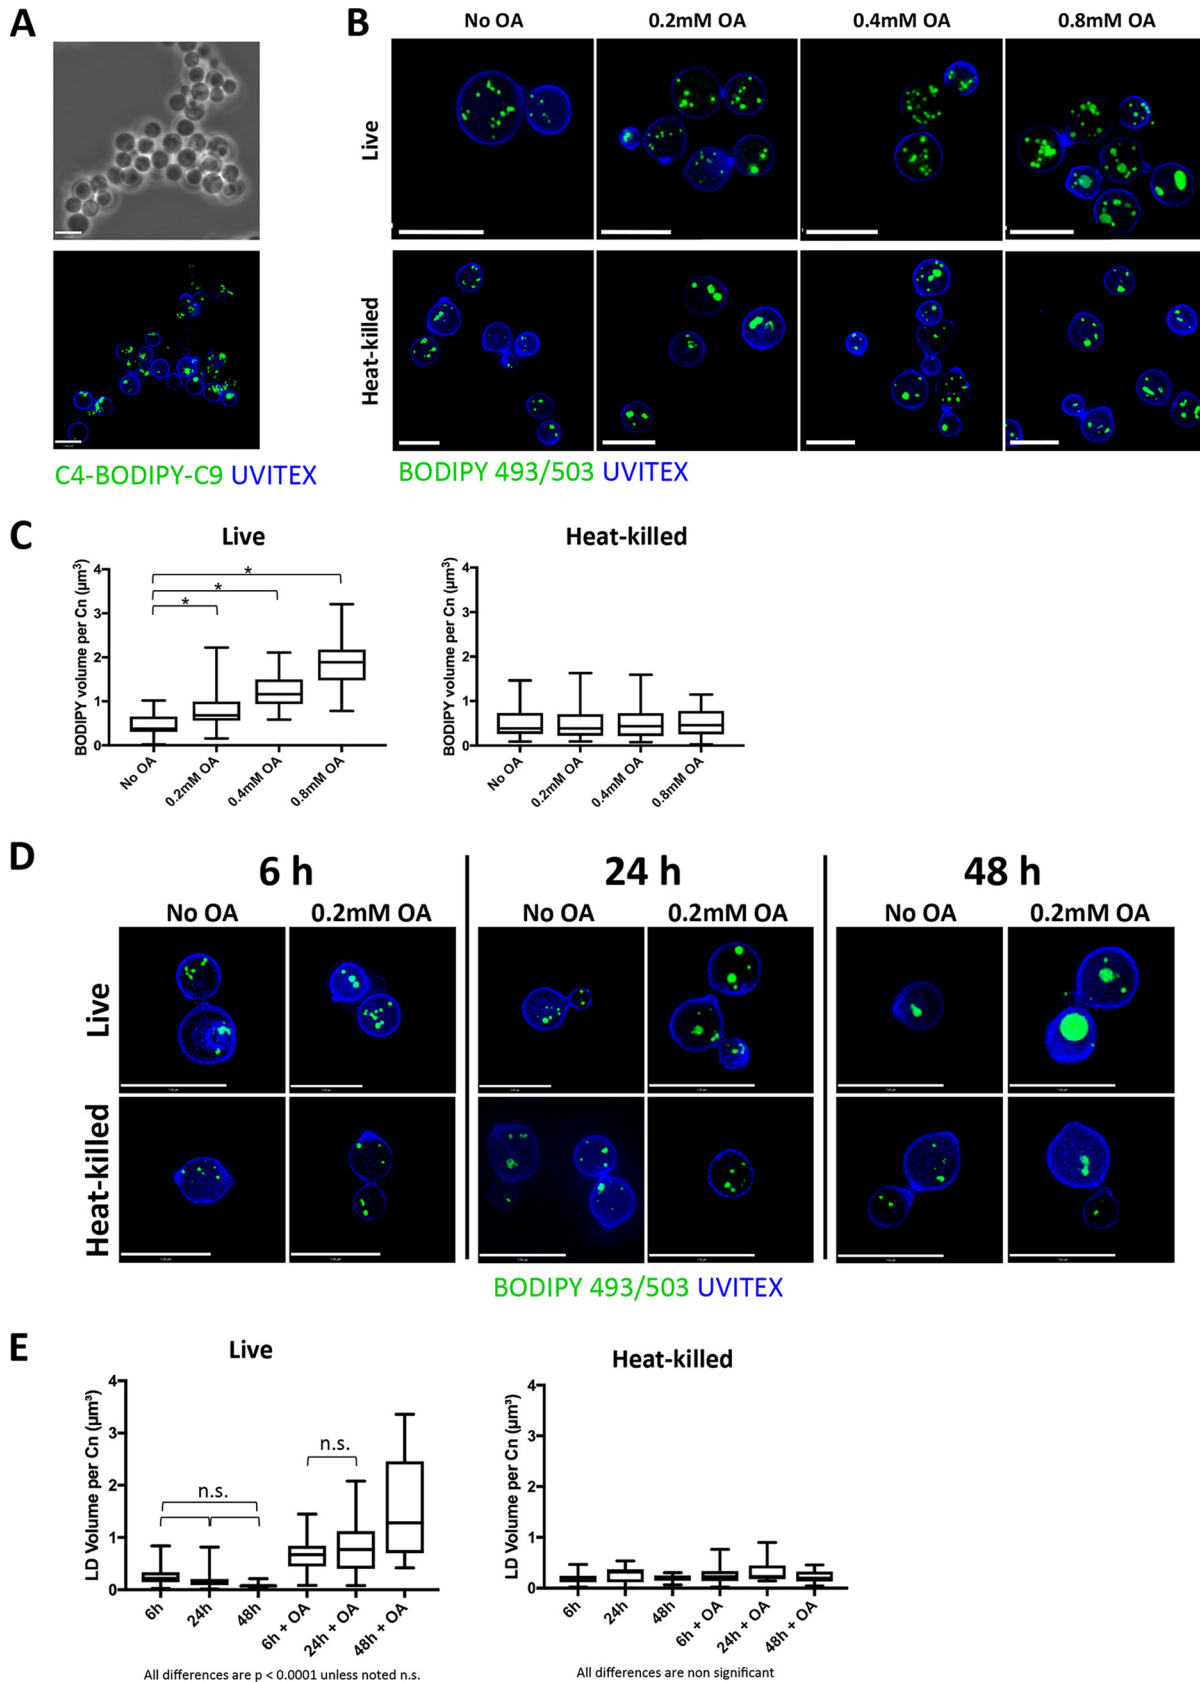 A
B
No OA 0.2mM OA 0.4mM OA 0.8mM OA
Live
Heat-killed
C4-BODIPY-C9 UVITEX
BODIPY 493/503 UVITEX
C
Live
Heat-killed
BODIPY volume per Cn (µm³)
4
3
2
1
0
* 
*
*
No OA
0.2mM OA
0.4mM OA
0.8mM OA
BODIPY volume per Cn (µm³)
4
3
2
1
0
No OA
0.2mM OA
0.4mM OA
0.8mM OA
D
6 h 24 h 48 h
No OA 0.2mM OA No OA 0.2mM OA No OA 0.2mM OA
Live
Heat-killed
BODIPY 493/503 UVITEX
E
Live
Heat-killed
LD Volume per Cn (µm³)
4
3
2
1
0
n.s.
n.s.
6h
24h
48h
6h + OA
24h + OA
48h + OA
All differences are p < 0.0001 unless noted n.s.
LD Volume per Cn (µm³)
4
3
2
1
0
6h
24h
48h
6h + OA
24h + OA
48h + OA
All differences are non significant